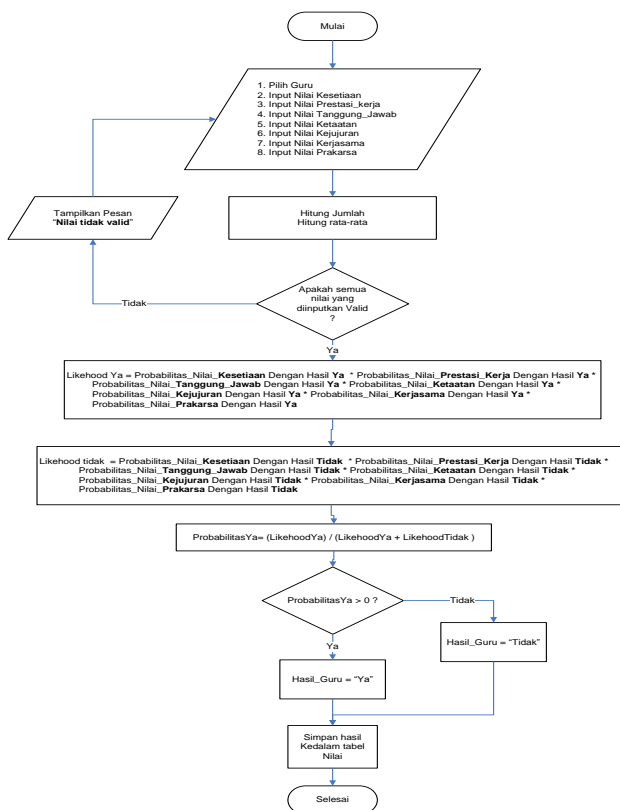 Mulai
1. Pilih Guru
2. Input Nilai Kesetiaan
3. Input Nilai Prestasi_kerja
4. Input Nilai Tanggung_Jawab
5. Input Nilai Ketaatan
6. Input Nilai Kejujuran
7. Input Nilai Kerjasama
8. Input Nilai Prakarsa
Tampilkan Pesan
“Nilai tidak valid”
Hitung Jumlah
Hitung rata-rata
Apakah semua
nilai yang
diinputkan Valid
?
Tidak
Ya
Likehood Ya = Probabilitas_Nilai_Kesetiaan Dengan Hasil Ya * Probabilitas_Nilai_Prestasi_Kerja Dengan Hasil Ya *
Probabilitas_Nilai_Tanggung_Jawab Dengan Hasil Ya * Probabilitas_Nilai_Ketaatan Dengan Hasil Ya *
Probabilitas_Nilai_Kejujuran Dengan Hasil Ya * Probabilitas_Nilai_Kerjasama Dengan Hasil Ya *
Probabilitas_Nilai_Prakarsa Dengan Hasil Ya
Likehood tidak = Probabilitas_Nilai_Kesetiaan Dengan Hasil Tidak * Probabilitas_Nilai_Prestasi_Kerja Dengan Hasil Tidak *
Probabilitas_Nilai_Tanggung_Jawab Dengan Hasil Tidak * Probabilitas_Nilai_Ketaatan Dengan Hasil Tidak *
Probabilitas_Nilai_Kejujuran Dengan Hasil Tidak * Probabilitas_Nilai_Kerjasama Dengan Hasil Tidak *
Probabilitas_Nilai_Prakarsa Dengan Hasil Tidak
ProbabilitasYa= (LikehoodYa) / (LikehoodYa + LikehoodTidak )
ProbabilitasYa > 0 ?
Tidak
Ya
Hasil_Guru = “Tidak”
Hasil_Guru = “Ya”
Simpan hasil
Kedalam tabel
Nilai
Selesai